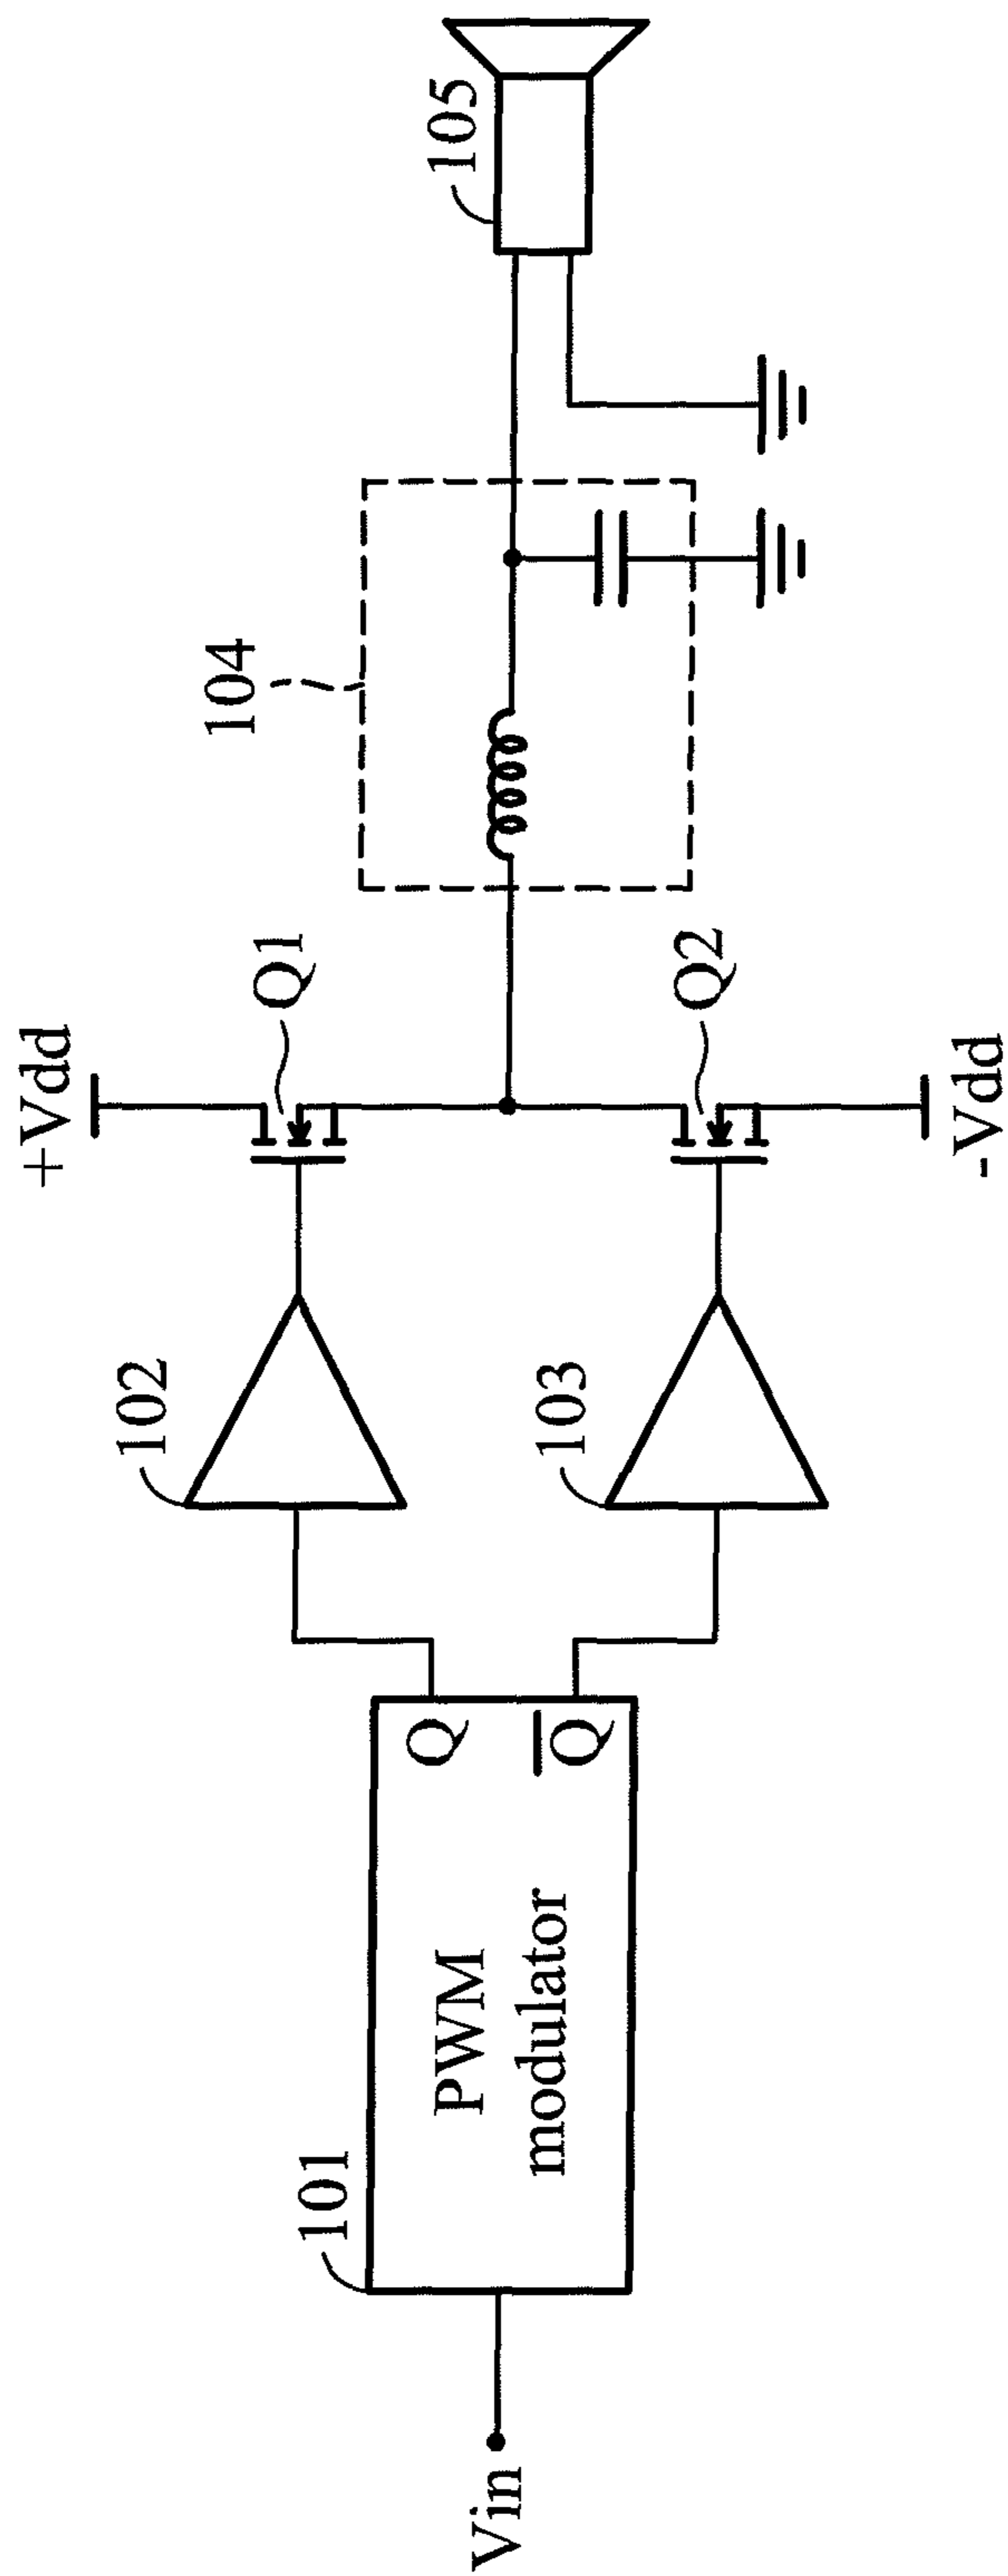 +Vdd
102
Q1
104
105
101
Vin
PWM
modulator
Q
Q̅
103
Q2
-Vdd